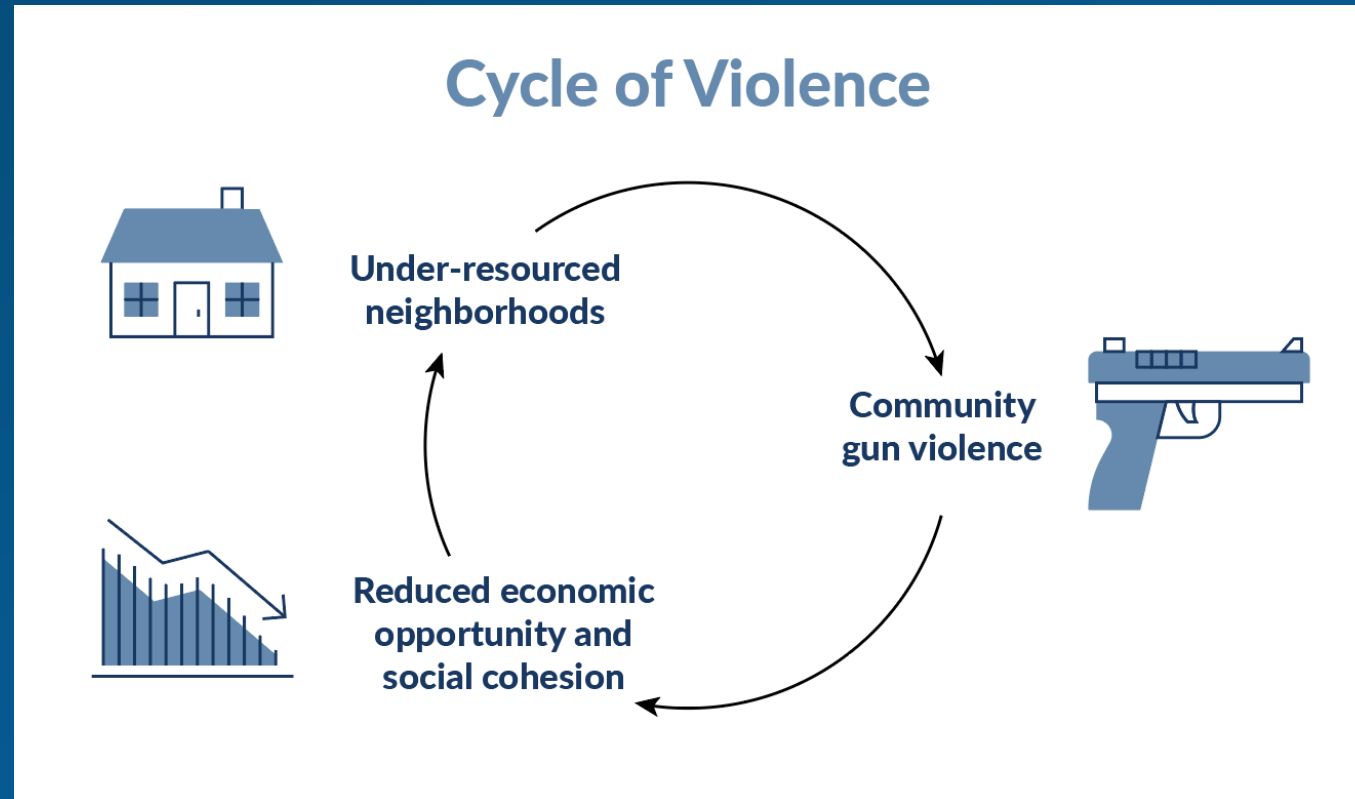 Cycle of Violence
Under-resourced
neighborhoods
Community
gun violence
Reduced economic
opportunity and
social cohesion